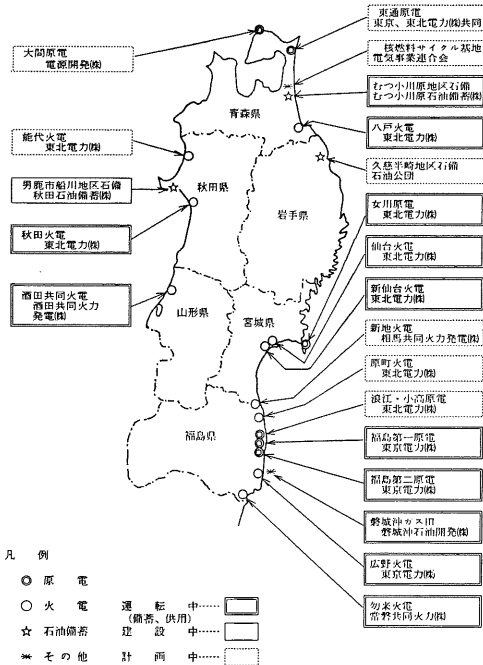 東通原電
東京、東北電力(株)共同
大間原電
電源開発(株)
核燃料サイクル基地
電気事業連合会
むつ小川原地区石備
むつ小川原石油備蓄(株)
青森県
八戸火電
東北電力(株)
能代火電
東北電力(株)
久慈半崎地区石備
石油公団
男鹿市船川地区石備
秋田石油備蓄(株)
秋田県
岩手県
女川原電
東北電力(株)
秋田火電
東北電力(株)
仙台火電
東北電力(株)
新仙台火電
東北電力(株)
酒田共同火電
酒田共同火力
発電(株)
山形県
宮城県
新地火電
相馬共同火力発電(株)
原町火電
東北電力(株)
浪江・小高原電
東北電力(株)
福島県
福島第一原電
東京電力(株)
福島第二原電
東京電力(株)
磐城沖ガス田
磐城沖石油開発(株)
広野火電
東京電力(株)
勿来火電
常磐共同火力(株)
凡 例
◎ 原 電
○ 火 電 運 転 中
(備蓄、供用)
☆ 石油備蓄 建 設 中
＊ その他 計 画 中